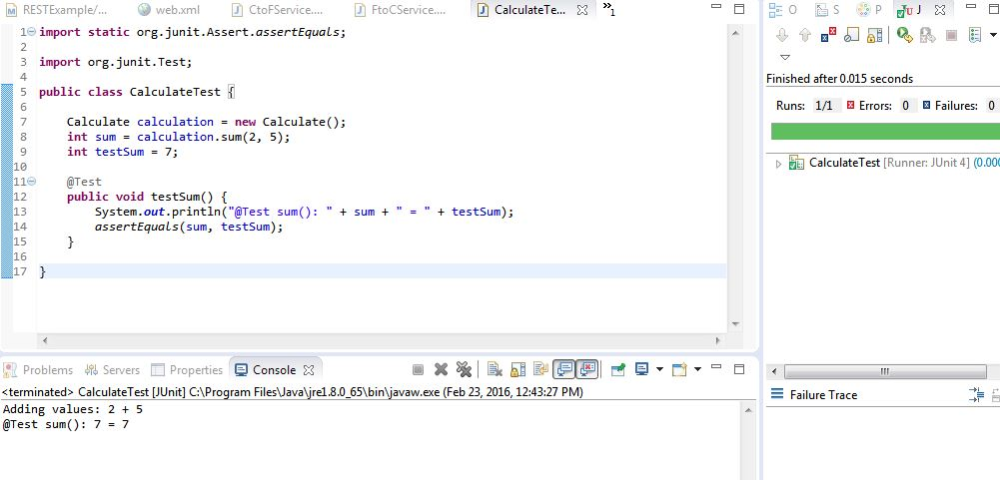 RESTExample/... web.xml CtoFService.... FtoCService.... CalculateTe... »1
O S P J
1 import static org.junit.Assert.assertEquals;
2
3 import org.junit.Test;
4
5 public class CalculateTest {
6
7 Calculate calculation = new Calculate();
8 int sum = calculation.sum(2, 5);
9 int testSum = 7;
10
11 @Test
12 public void testSum() {
13 System.out.println("@Test sum(): " + sum + " = " + testSum);
14 assertEquals(sum, testSum);
15 }
16
17 }
Finished after 0.015 seconds
Runs: 1/1 Errors: 0 Failures: 0
CalculateTest [Runner: JUnit 4] (0.000
Failure Trace
Problems Servers Properties Console
<terminated> CalculateTest [JUnit] C:\Program Files\Java\jre1.8.0_65\bin\javaw.exe (Feb 23, 2016, 12:43:27 PM)
Adding values: 2 + 5
@Test sum(): 7 = 7